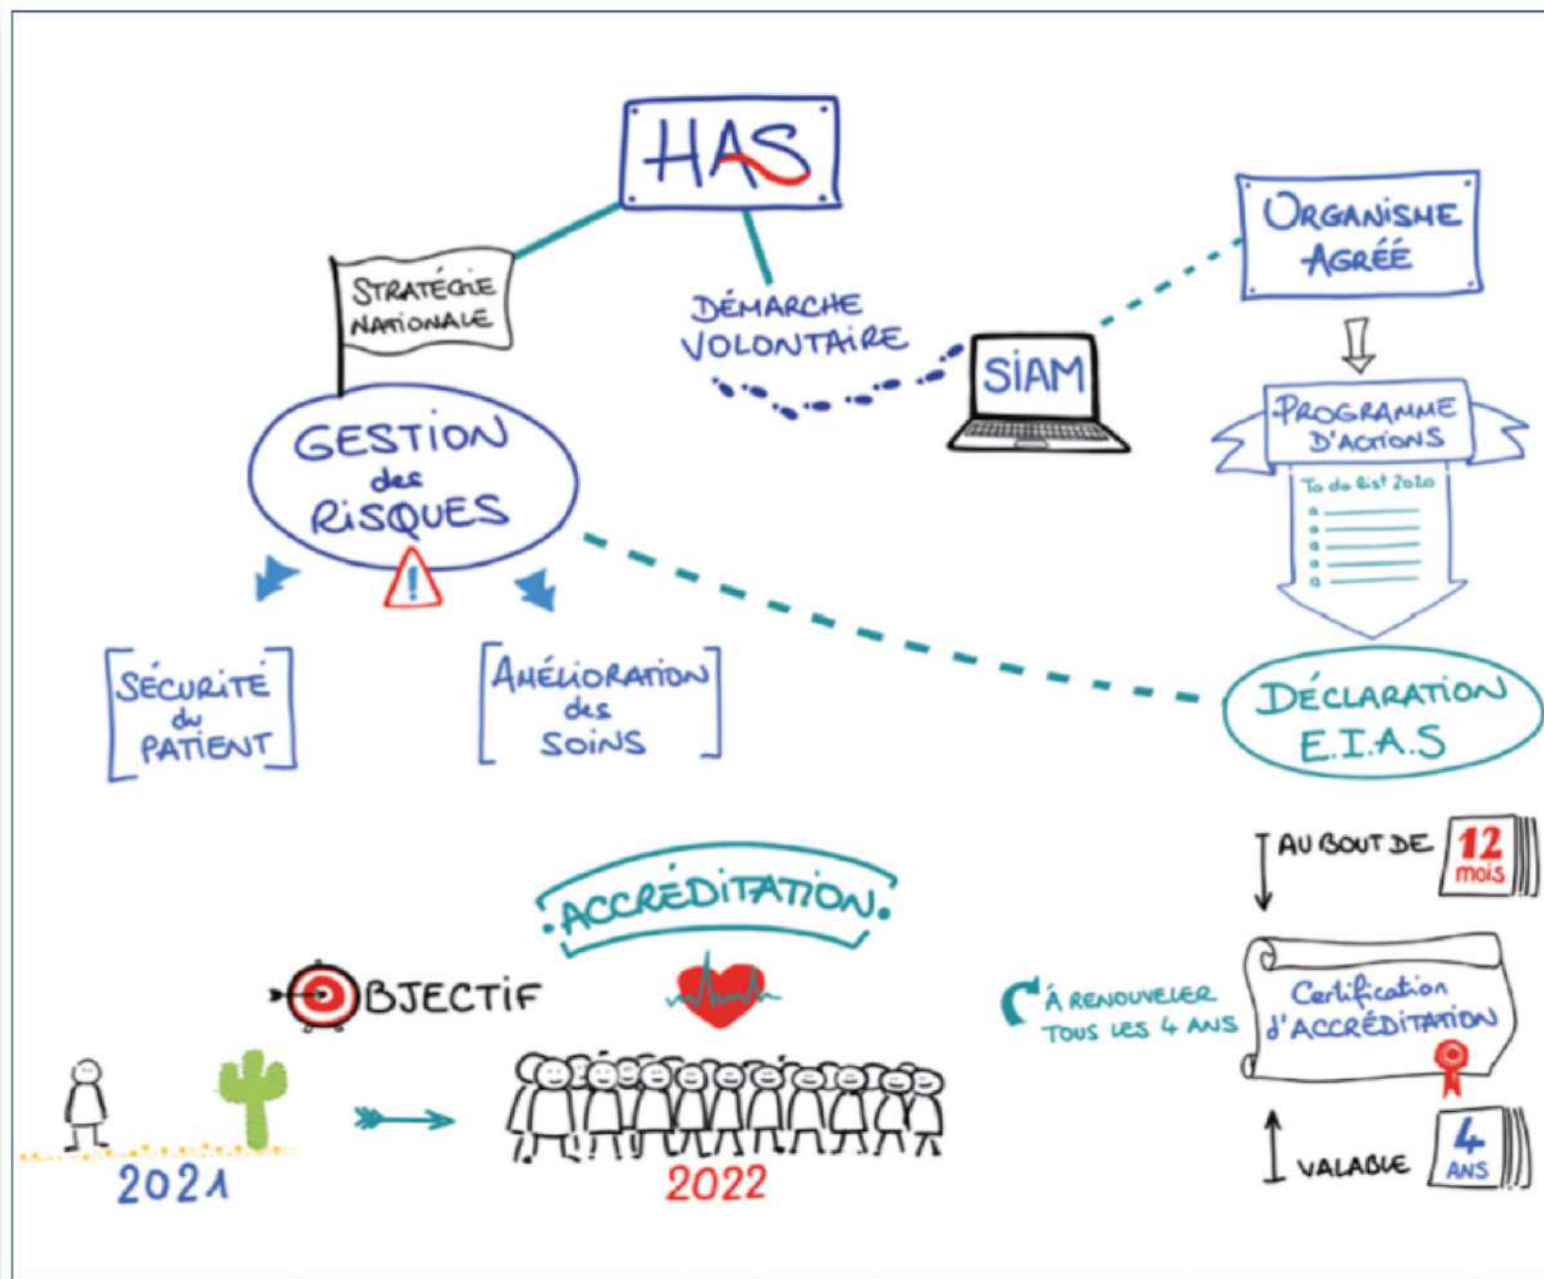 HAS
STRATÉGIE
NATIONALE
DÉMARCHE
VOLONTAIRE
SiAM
ORGANiSME
AGRÉÉ
PROGRAMME
D'ACTIONS
To do list 2020
GESTiON
des
RiSQUES
!
SÉCURiTÉ
du
PATiENT
AMÉLiORATiON
des
SOiNS
DÉCLARATiON
E.I.A.S
AU BOUT DE
12
mois
.ACCRÉDiTATiON.
OBJECTiF
À RENOUVELER
TOUS LES 4 ANS
Certification
d'ACCRÉDiTATiON
VALABLE
4
ANS
2021
2022